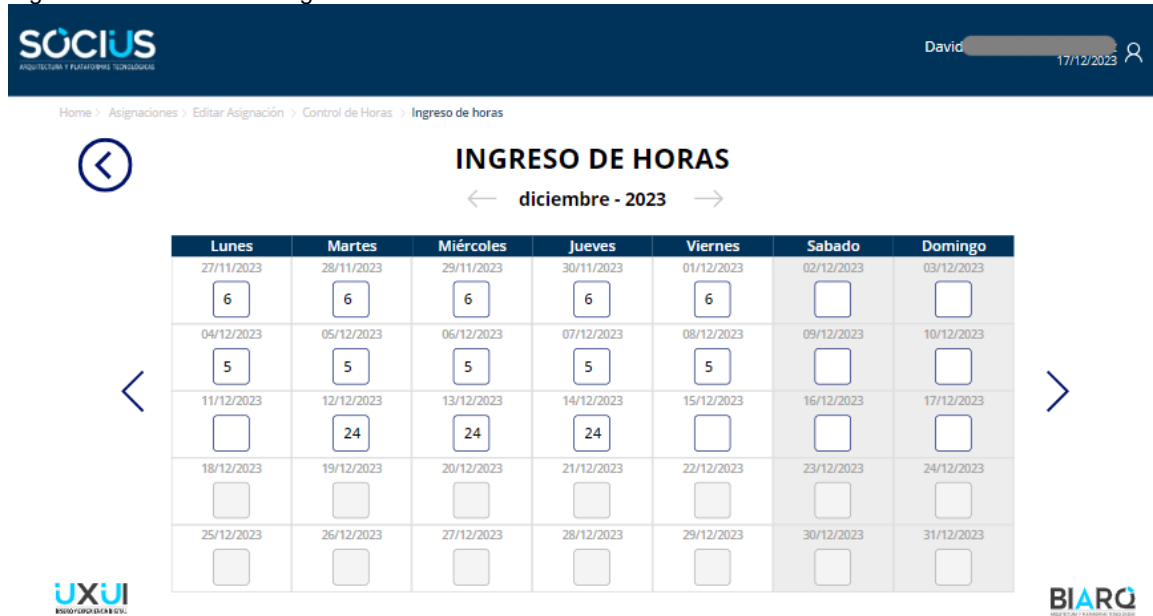 SOCIUS
ARQUITECTURA Y PLATAFORMAS TECNOLÓGICAS
David
17/12/2023
Home > Asignaciones > Editar Asignación > Control de Horas > Ingreso de horas
INGRESO DE HORAS
diciembre - 2023
Lunes Martes Miércoles Jueves Viernes Sabado Domingo
27/11/2023 28/11/2023 29/11/2023 30/11/2023 01/12/2023 02/12/2023 03/12/2023
6 6 6 6 6
04/12/2023 05/12/2023 06/12/2023 07/12/2023 08/12/2023 09/12/2023 10/12/2023
5 5 5 5 5
11/12/2023 12/12/2023 13/12/2023 14/12/2023 15/12/2023 16/12/2023 17/12/2023
24 24 24
18/12/2023 19/12/2023 20/12/2023 21/12/2023 22/12/2023 23/12/2023 24/12/2023
25/12/2023 26/12/2023 27/12/2023 28/12/2023 29/12/2023 30/12/2023 31/12/2023
UXUI
BIARQ